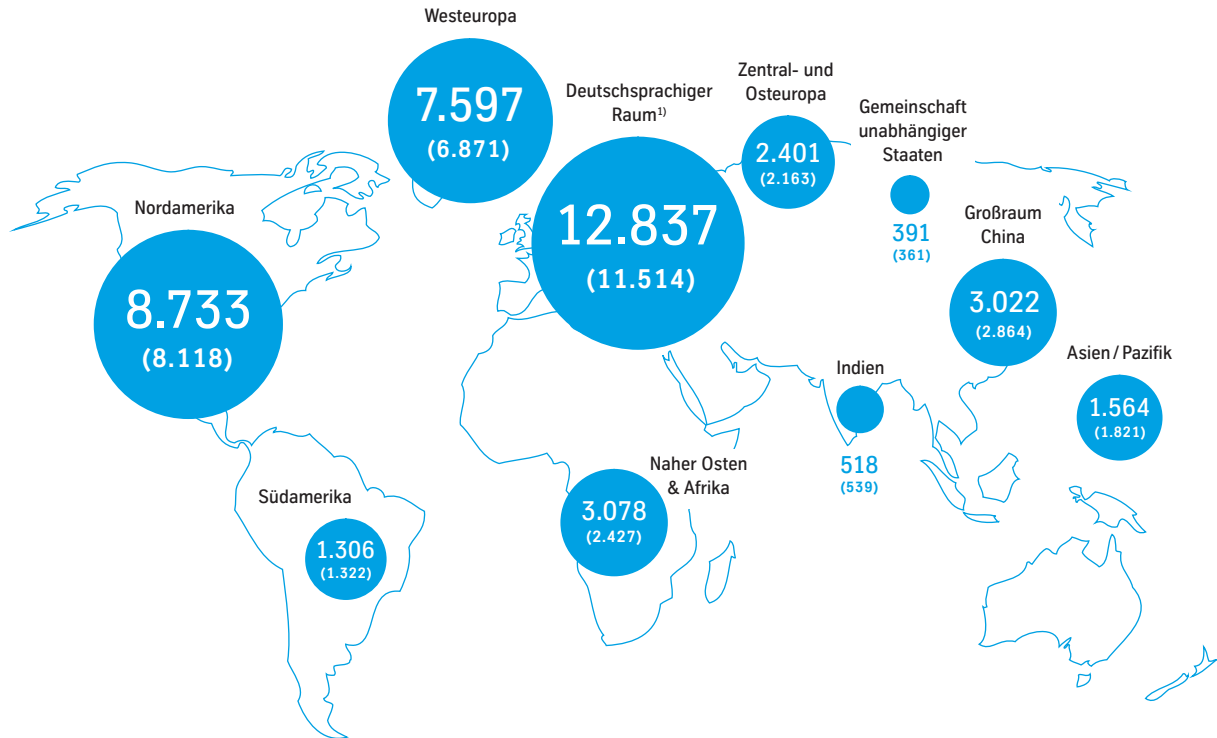 Westeuropa
7.597
(6.871)
Deutschsprachiger
Raum¹⁾
12.837
(11.514)
Zentral- und
Osteuropa
2.401
(2.163)
Gemeinschaft
unabhängiger
Staaten
391
(361)
Nordamerika
8.733
(8.118)
Großraum
China
3.022
(2.864)
Asien / Pazifik
1.564
(1.821)
Indien
518
(539)
Naher Osten
& Afrika
3.078
(2.427)
Südamerika
1.306
(1.322)